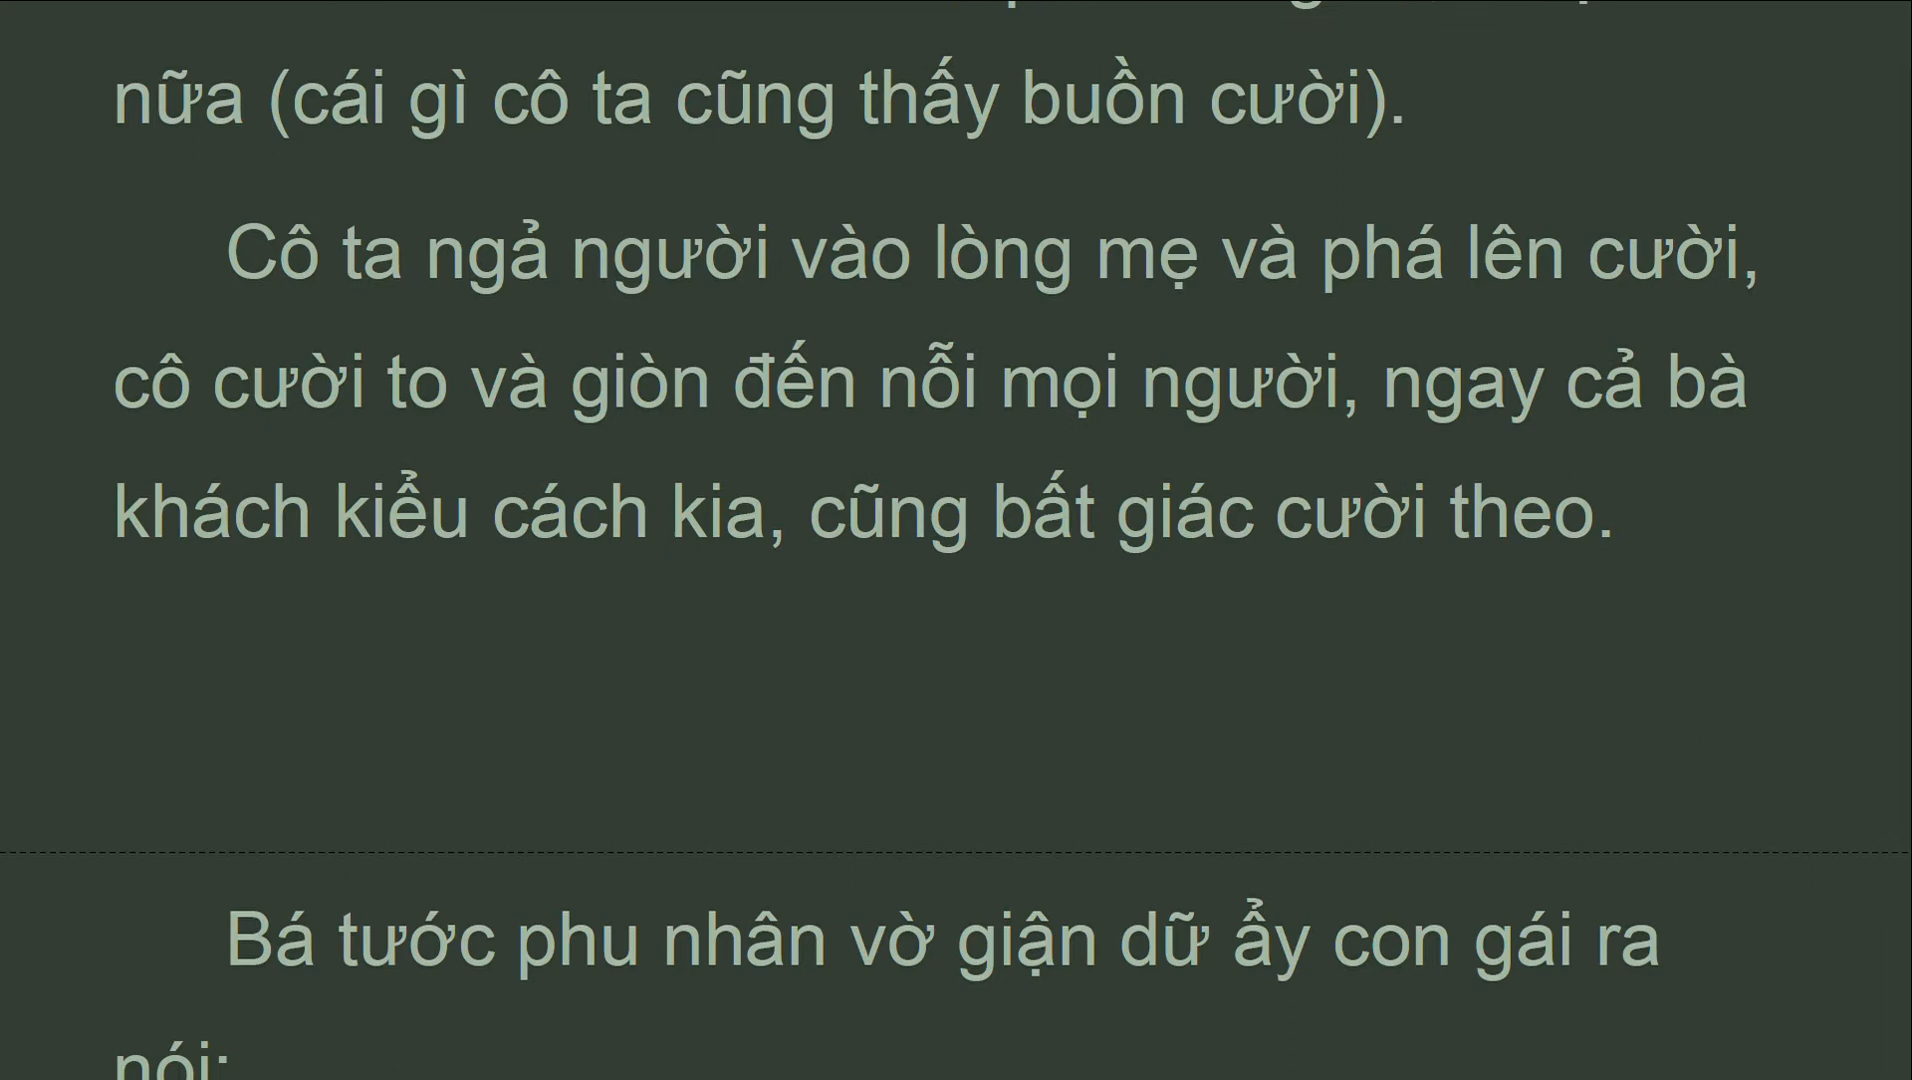 nữa (cái gì cô ta cũng thấy buồn cười).
Cô ta ngả người vào lòng mẹ và phá lên cười,
cô cười to và giòn đến nỗi mọi người, ngay cả bà
khách kiểu cách kia, cũng bất giác cười theo.
Bá tước phu nhân vờ giận dữ ẩy con gái ra
nói: